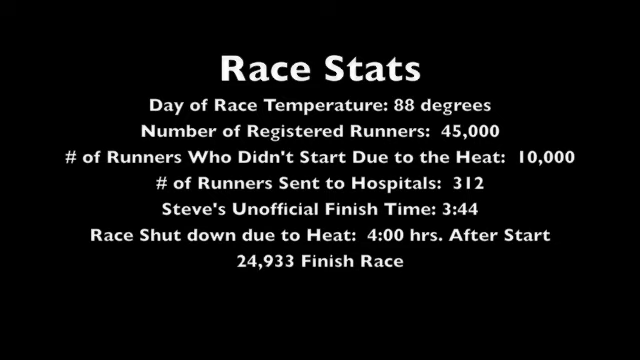 Race Stats
Day of Race Temperature: 88 degrees
Number of Registered Runners:  45,000
# of Runners Who Didn't Start Due to the Heat:  10,000
# of Runners Sent to Hospitals:  312
Steve's Unofficial Finish Time: 3:44
Race Shut down due to Heat:  4:00 hrs. After Start
24,933 Finish Race